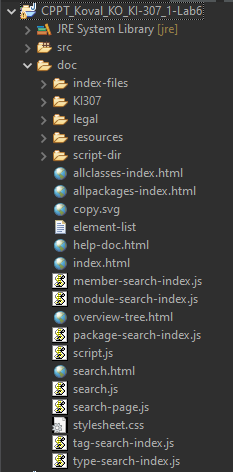 CPPT_Koval_KO_KI-307_1-Lab6
JRE System Library [jre]
src
doc
index-files
KI307
legal
resources
script-dir
allclasses-index.html
allpackages-index.html
copy.svg
element-list
help-doc.html
index.html
member-search-index.js
module-search-index.js
overview-tree.html
package-search-index.js
script.js
search.html
search.js
search-page.js
stylesheet.css
tag-search-index.js
type-search-index.js